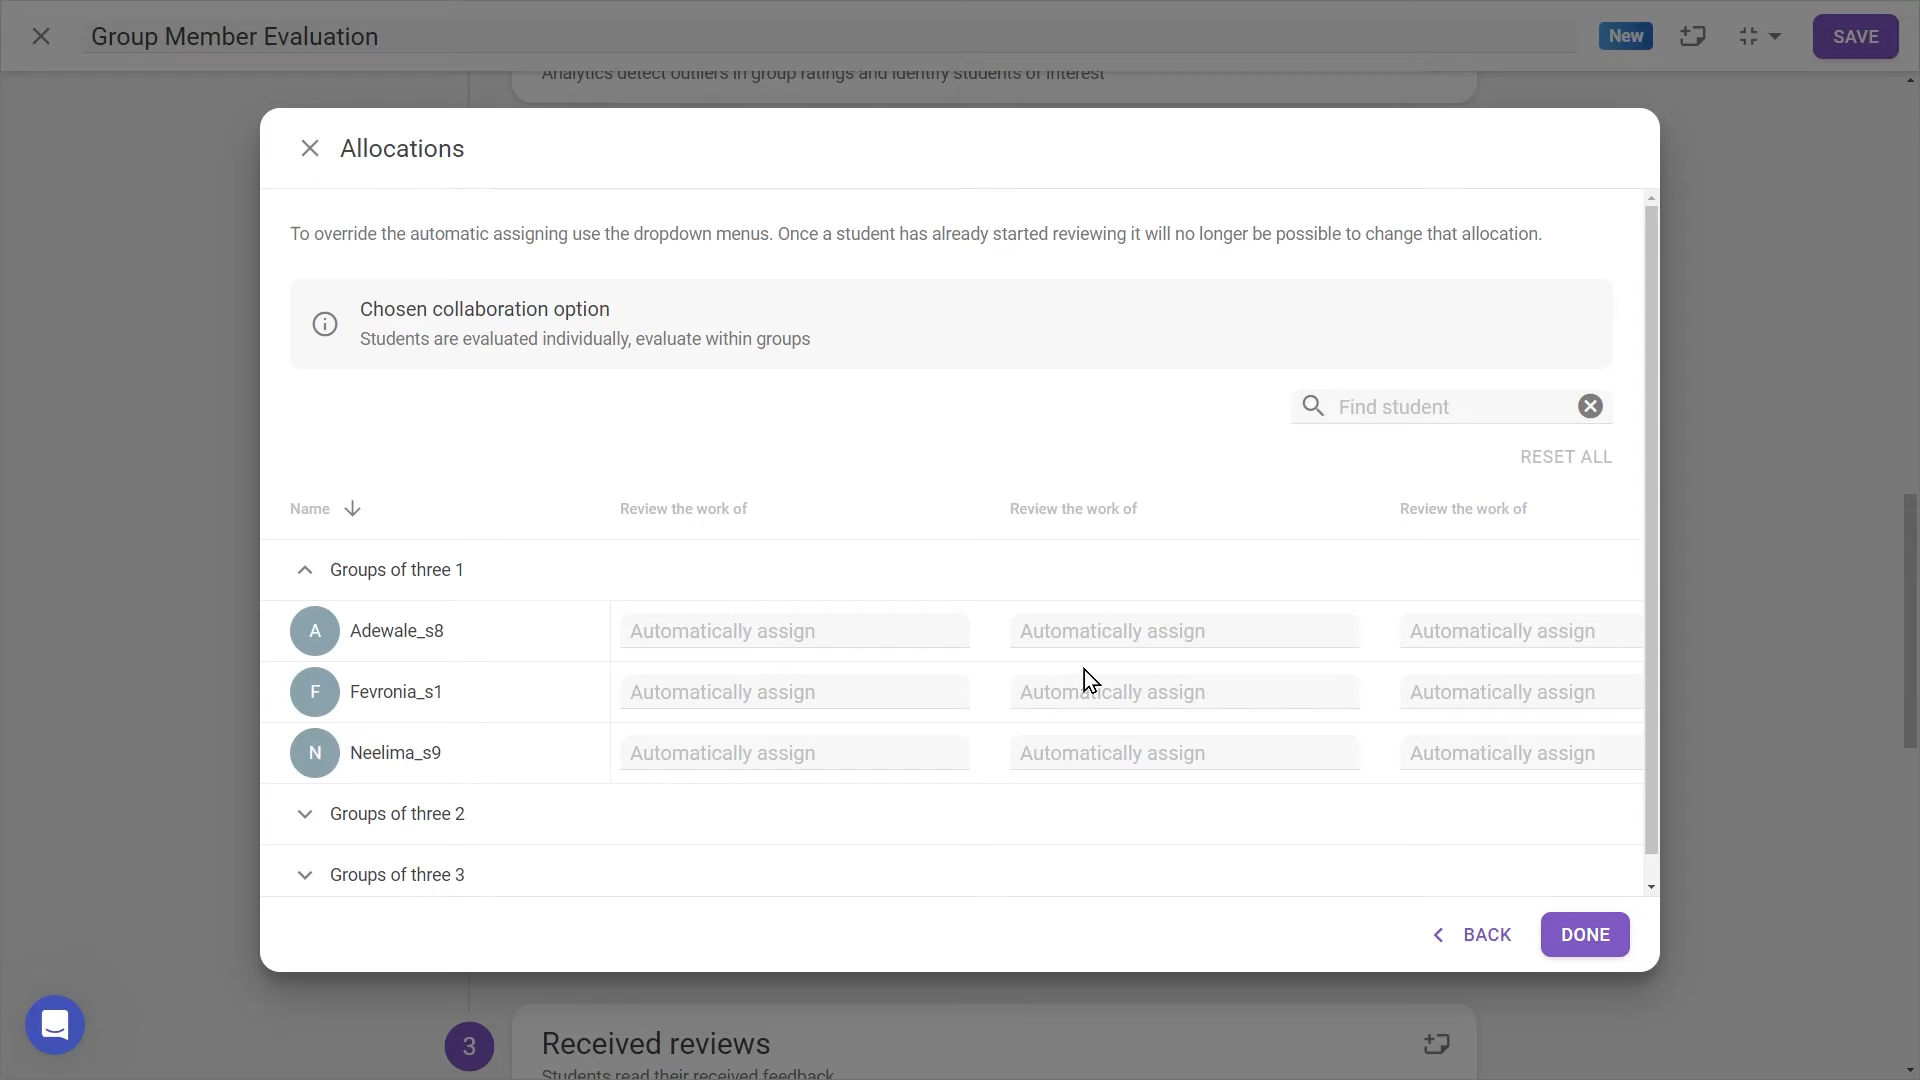 Group Member Evaluation
New
SAVE
Analytics detect outliers in group ratings and identify students of interest
Allocations
To override the automatic assigning use the dropdown menus. Once a student has already started reviewing it will no longer be possible to change that allocation.
Chosen collaboration option
Students are evaluated individually, evaluate within groups
Find student
RESET ALL
Name Review the work of Review the work of Review the work of
Groups of three 1
A Adewale_s8 Automatically assign Automatically assign Automatically assign
F Fevronia_s1 Automatically assign Automatically assign Automatically assign
N Neelima_s9 Automatically assign Automatically assign Automatically assign
Groups of three 2
Groups of three 3
BACK DONE
3 Received reviews
Students read their received feedback